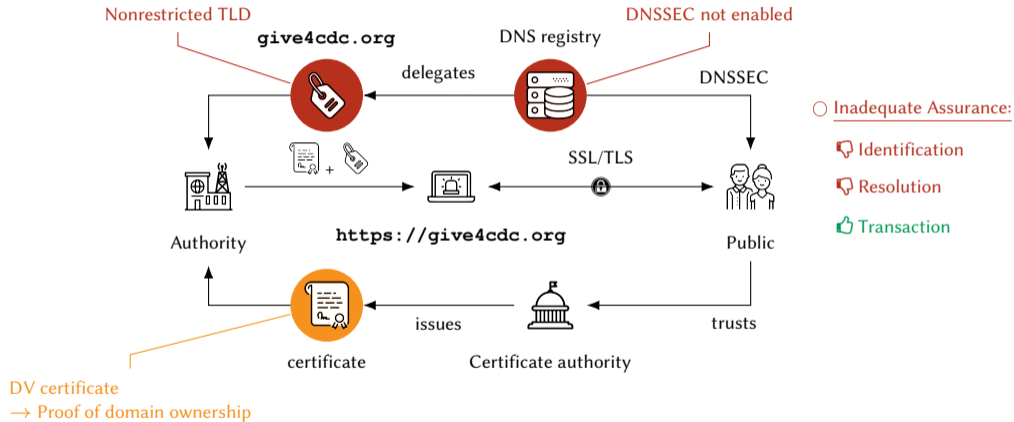 Nonrestricted TLD
DNSSEC not enabled
give4cdc.org
DNS registry
delegates
DNSSEC
○ Inadequate Assurance:
Identification
SSL/TLS
+
Resolution
Transaction
Authority
https://give4cdc.org
Public
issues
trusts
certificate
Certificate authority
DV certificate
→ Proof of domain ownership